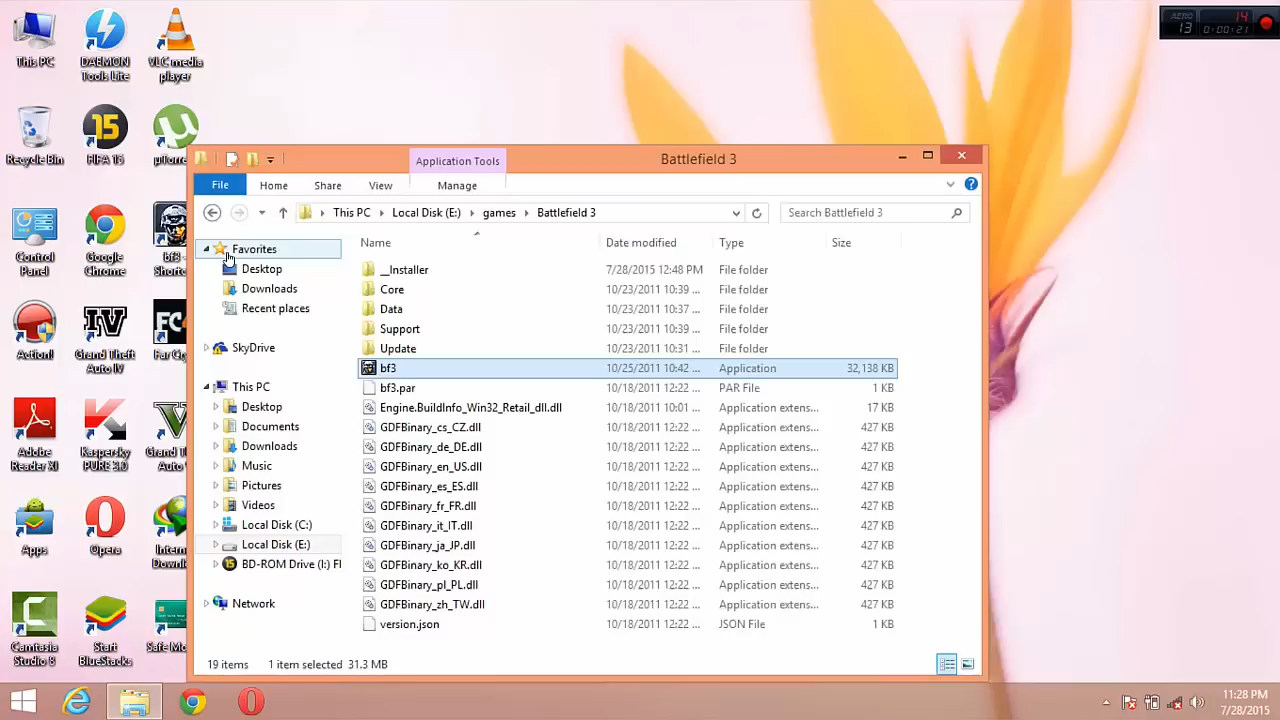 This PC
DAEMON Tools Lite
VLC media player
Recycle Bin
FIFA 15
µTorre
Control Panel
Google Chrome
bf3 - Shortc
Action!
Grand Theft Auto IV
Far Cr
Adobe Reader XI
Kaspersky PURE 3.0
Grand T Auto
Apps
Opera
Intern Downlo
Camtasia Studio 8
Start BlueStacks
Safe Mo
AERO 13 14 0:00:21
Application Tools
Battlefield 3
File Home Share View Manage
This PC Local Disk (E:) games Battlefield 3
Search Battlefield 3
Favorites
Desktop
Downloads
Recent places
SkyDrive
This PC
Desktop
Documents
Downloads
Music
Pictures
Videos
Local Disk (C:)
Local Disk (E:)
BD-ROM Drive (I:) FI
Network
Name Date modified Type Size
__Installer 7/28/2015 12:48 PM File folder
Core 10/23/2011 10:39 ... File folder
Data 10/23/2011 10:37 ... File folder
Support 10/23/2011 10:39 ... File folder
Update 10/23/2011 10:31 ... File folder
bf3 10/25/2011 10:42 ... Application 32,138 KB
bf3.par 10/18/2011 12:22 ... PAR File 1 KB
Engine.BuildInfo_Win32_Retail_dll.dll 10/18/2011 10:01 ... Application extens... 17 KB
GDFBinary_cs_CZ.dll 10/18/2011 12:22 ... Application extens... 427 KB
GDFBinary_de_DE.dll 10/18/2011 12:22 ... Application extens... 427 KB
GDFBinary_en_US.dll 10/18/2011 12:22 ... Application extens... 427 KB
GDFBinary_es_ES.dll 10/18/2011 12:22 ... Application extens... 427 KB
GDFBinary_fr_FR.dll 10/18/2011 12:22 ... Application extens... 427 KB
GDFBinary_it_IT.dll 10/18/2011 12:22 ... Application extens... 427 KB
GDFBinary_ja_JP.dll 10/18/2011 12:22 ... Application extens... 427 KB
GDFBinary_ko_KR.dll 10/18/2011 12:22 ... Application extens... 427 KB
GDFBinary_pl_PL.dll 10/18/2011 12:22 ... Application extens... 427 KB
GDFBinary_zh_TW.dll 10/18/2011 12:22 ... Application extens... 427 KB
version.json 10/18/2011 12:22 ... JSON File 1 KB
19 items 1 item selected 31.3 MB
11:28 PM
7/28/2015